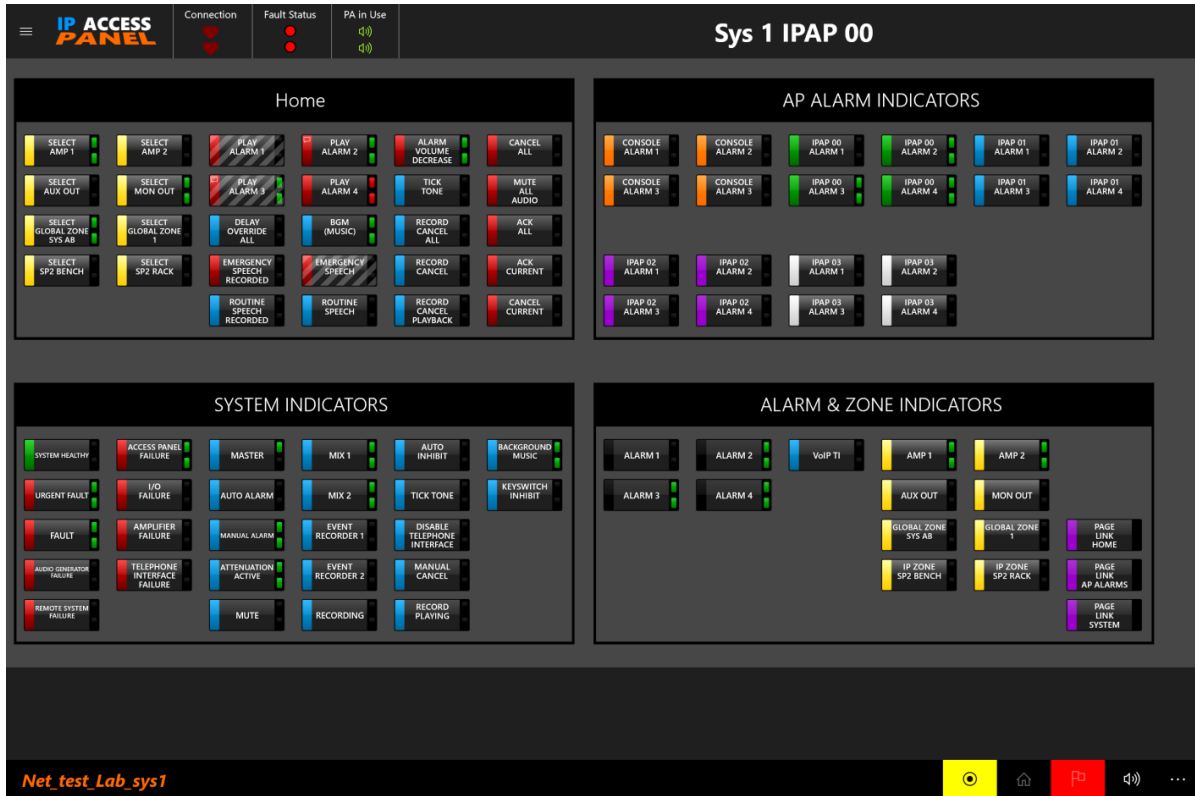 IP ACCESS
PANEL
Connection
Fault Status
PA in Use
Sys 1 IPAP 00
Home
SELECT
AMP 1
SELECT
AMP 2
PLAY
ALARM 1
PLAY
ALARM 2
ALARM
VOLUME
DECREASE
CANCEL
ALL
SELECT
AUX OUT
SELECT
MON OUT
PLAY
ALARM 3
PLAY
ALARM 4
TICK
TONE
MUTE
ALL
AUDIO
SELECT
GLOBAL ZONE
SYS AB
SELECT
GLOBAL ZONE
1
DELAY
OVERRIDE
ALL
BGM
(MUSIC)
RECORD
CANCEL
ALL
ACK
ALL
SELECT
SP2 BENCH
SELECT
SP2 RACK
EMERGENCY
SPEECH
RECORDED
EMERGENCY
SPEECH
RECORD
CANCEL
ACK
CURRENT
ROUTINE
SPEECH
RECORDED
ROUTINE
SPEECH
RECORD
CANCEL
PLAYBACK
CANCEL
CURRENT
AP ALARM INDICATORS
CONSOLE
ALARM 1
CONSOLE
ALARM 2
IPAP 00
ALARM 1
IPAP 00
ALARM 2
IPAP 01
ALARM 1
IPAP 01
ALARM 2
CONSOLE
ALARM 3
CONSOLE
ALARM 3
IPAP 00
ALARM 3
IPAP 00
ALARM 4
IPAP 01
ALARM 3
IPAP 01
ALARM 4
IPAP 02
ALARM 1
IPAP 02
ALARM 2
IPAP 03
ALARM 1
IPAP 03
ALARM 2
IPAP 02
ALARM 3
IPAP 02
ALARM 4
IPAP 03
ALARM 3
IPAP 03
ALARM 4
SYSTEM INDICATORS
SYSTEM HEALTHY
ACCESS PANEL
FAILURE
MASTER
MIX 1
AUTO
INHIBIT
BACKGROUND
MUSIC
URGENT FAULT
I/O
FAILURE
AUTO ALARM
MIX 2
TICK TONE
KEYSWITCH
INHIBIT
FAULT
AMPLIFIER
FAILURE
MANUAL ALARM
EVENT
RECORDER 1
DISABLE
TELEPHONE
INTERFACE
AUDIO GENERATOR
FAILURE
TELEPHONE
INTERFACE
FAILURE
ATTENUATION
ACTIVE
EVENT
RECORDER 2
MANUAL
CANCEL
REMOTE SYSTEM
FAILURE
MUTE
RECORDING
RECORD
PLAYING
ALARM & ZONE INDICATORS
ALARM 1
ALARM 2
VoIP TI
AMP 1
AMP 2
ALARM 3
ALARM 4
AUX OUT
MON OUT
GLOBAL ZONE
SYS AB
GLOBAL ZONE
1
PAGE
LINK
HOME
IP ZONE
SP2 BENCH
IP ZONE
SP2 RACK
PAGE
LINK
AP ALARMS
PAGE
LINK
SYSTEM
Net_test_Lab_sys1